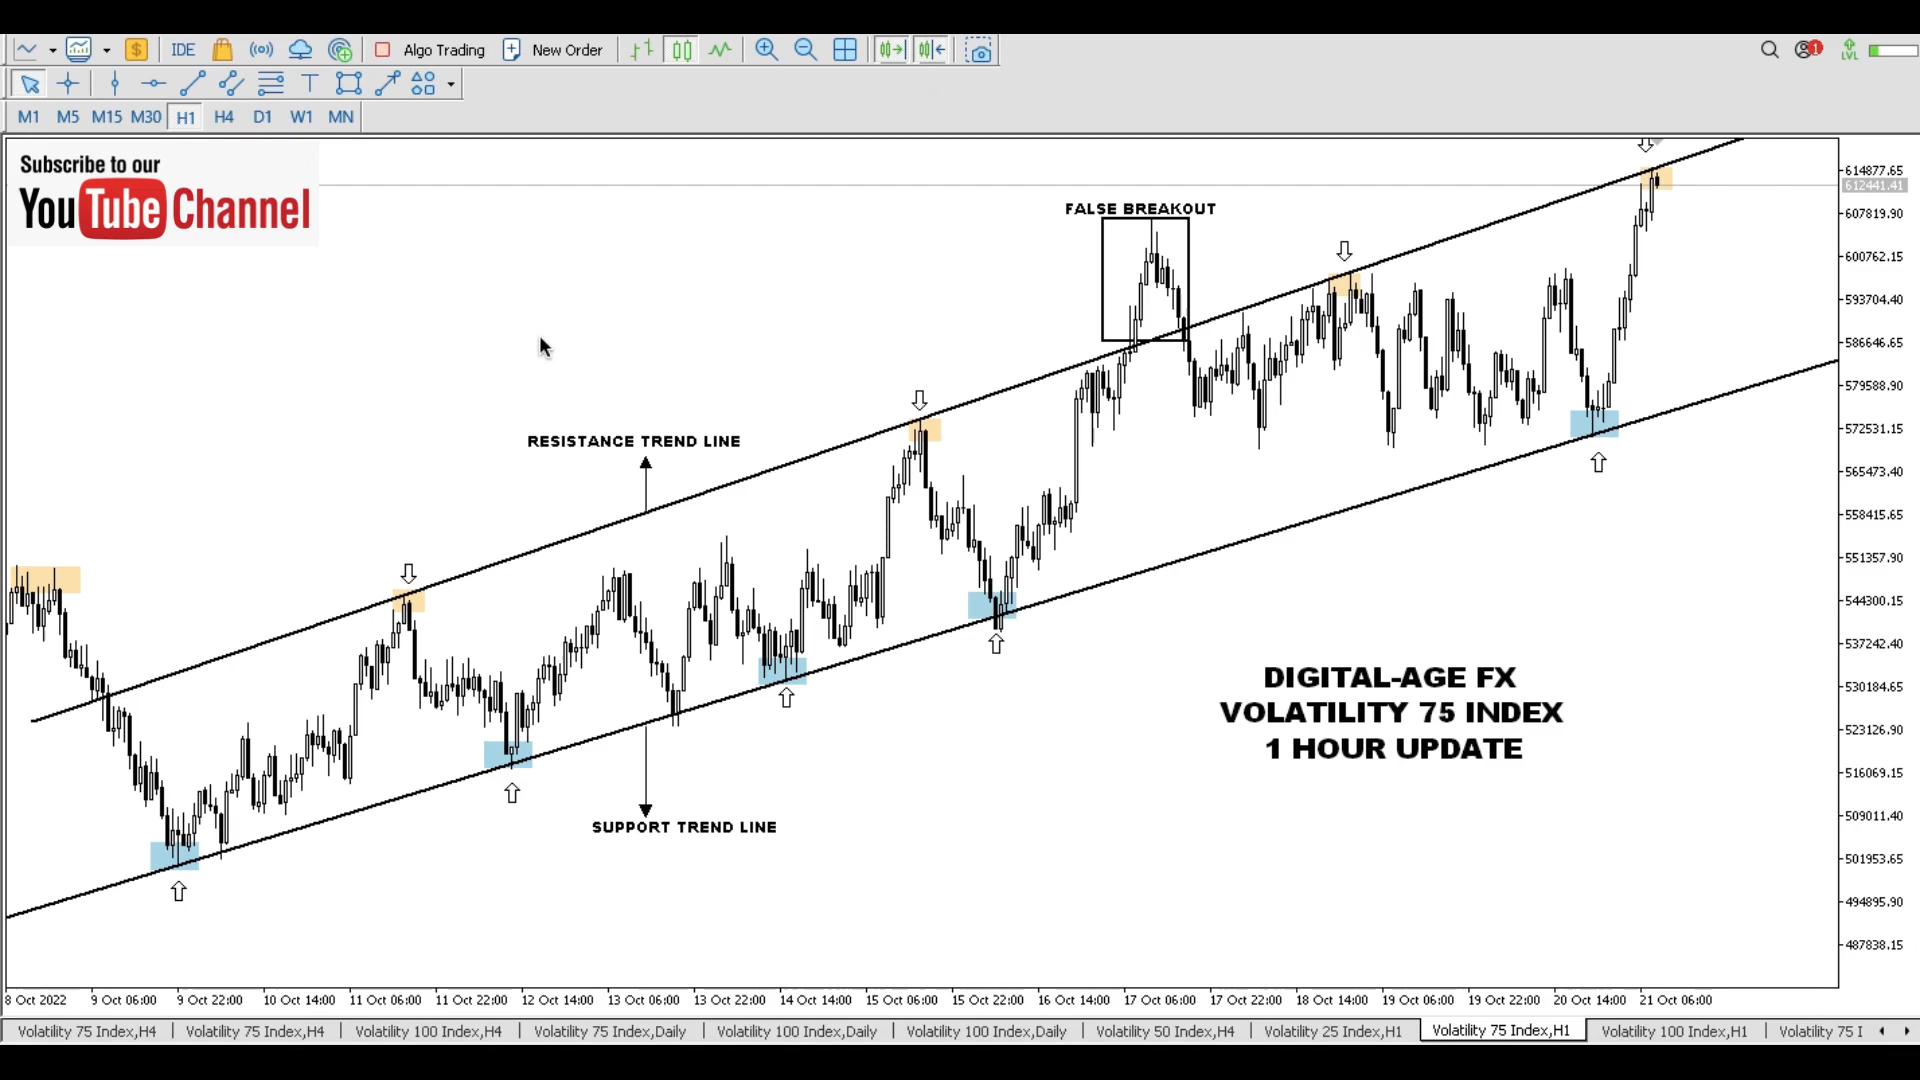 IDE Algo Trading New Order 1 LVL
M1 M5 M15 M30 H1 H4 D1 W1 MN
Subscribe to our
YouTube Channel
614877.65
612441.41
FALSE BREAKOUT
607819.90
600762.15
593704.40
586646.65
579588.90
572531.15
RESISTANCE TREND LINE
565473.40
558415.65
551357.90
544300.15
537242.40
DIGITAL-AGE FX
530184.65
VOLATILITY 75 INDEX
523126.90
1 HOUR UPDATE
516069.15
509011.40
SUPPORT TREND LINE
501953.65
494895.90
487838.15
8 Oct 2022 9 Oct 06:00 9 Oct 22:00 10 Oct 14:00 11 Oct 06:00 11 Oct 22:00 12 Oct 14:00 13 Oct 06:00 13 Oct 22:00 14 Oct 14:00 15 Oct 06:00 15 Oct 22:00 16 Oct 14:00 17 Oct 06:00 17 Oct 22:00 18 Oct 14:00 19 Oct 06:00 19 Oct 22:00 20 Oct 14:00 21 Oct 06:00
Volatility 75 Index,H4 Volatility 75 Index,H4 Volatility 100 Index,H4 Volatility 75 Index,Daily Volatility 100 Index,Daily Volatility 100 Index,Daily Volatility 50 Index,H4 Volatility 25 Index,H1 Volatility 75 Index,H1 Volatility 100 Index,H1 Volatility 75 I